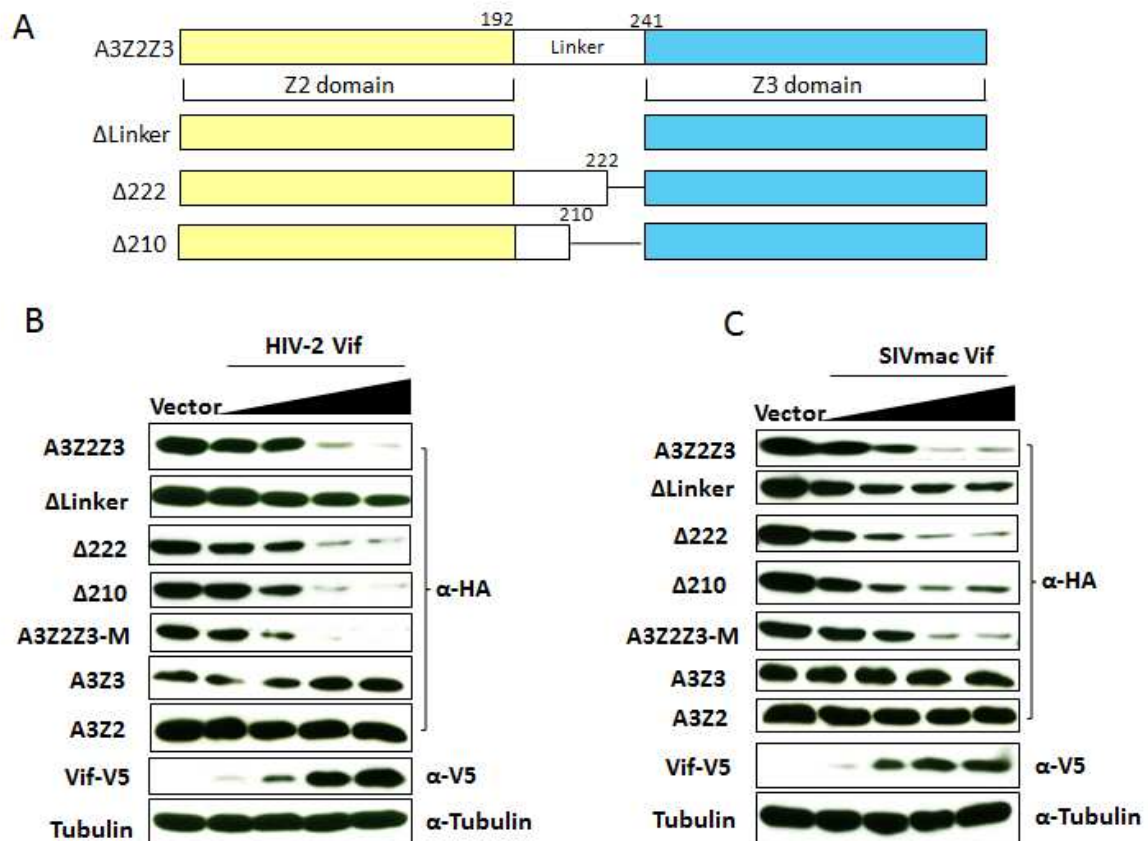 A
192
241
A3Z2Z3
Linker
Z2 domain
Z3 domain
ΔLinker
222
Δ222
210
Δ210
B
HIV-2 Vif
Vector
A3Z2Z3
ΔLinker
Δ222
Δ210
α-HA
A3Z2Z3-M
A3Z3
A3Z2
Vif-V5
α-V5
Tubulin
α-Tubulin
C
SIVmac Vif
Vector
A3Z2Z3
ΔLinker
Δ222
Δ210
α-HA
A3Z2Z3-M
A3Z3
A3Z2
Vif-V5
α-V5
Tubulin
α-Tubulin